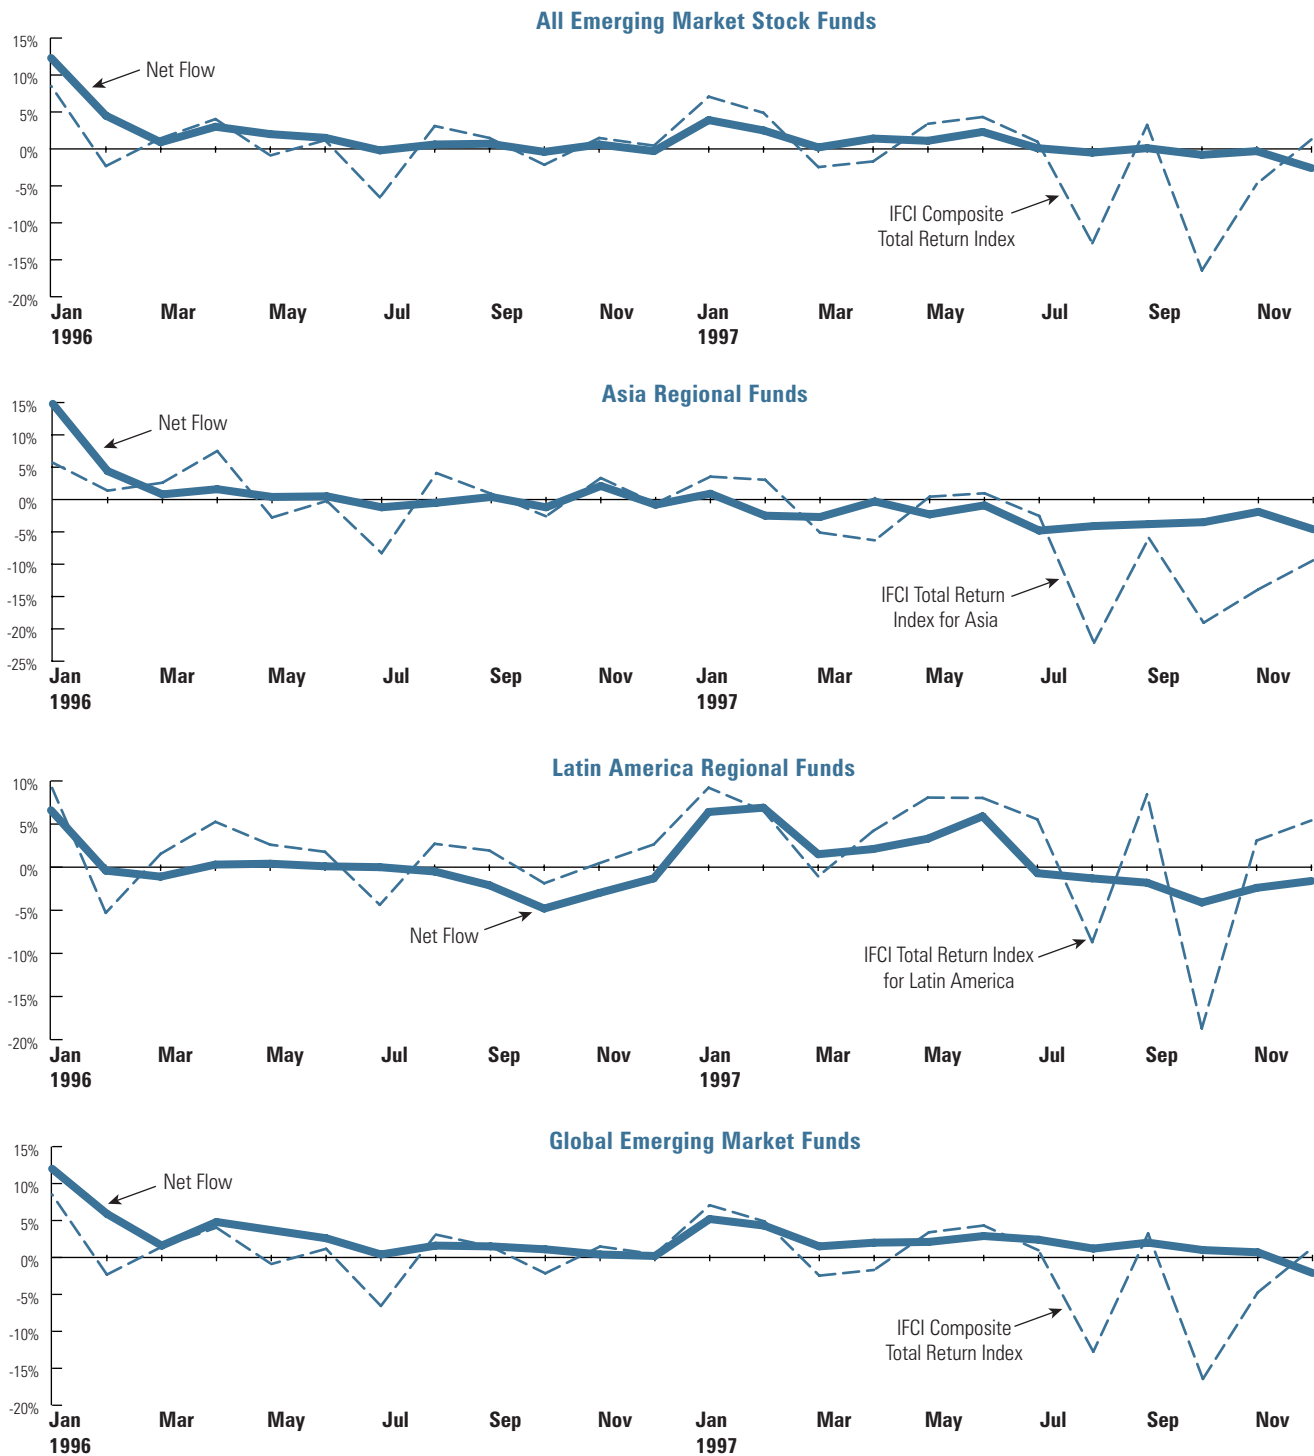 All Emerging Market Stock Funds
15%
10%
5%
0%
-5%
-10%
-15%
-20%
Net Flow
IFCI Composite
Total Return Index
Jan Mar May Jul Sep Nov Jan Mar May Jul Sep Nov
1996 1997
Asia Regional Funds
15%
10%
5%
0%
-5%
-10%
-15%
-20%
-25%
Net Flow
IFCI Total Return
Index for Asia
Jan Mar May Jul Sep Nov Jan Mar May Jul Sep Nov
1996 1997
Latin America Regional Funds
10%
5%
0%
-5%
-10%
-15%
-20%
Net Flow
IFCI Total Return Index
for Latin America
Jan Mar May Jul Sep Nov Jan Mar May Jul Sep Nov
1996 1997
Global Emerging Market Funds
15%
10%
5%
0%
-5%
-10%
-15%
-20%
Net Flow
IFCI Composite
Total Return Index
Jan Mar May Jul Sep Nov Jan Mar May Jul Sep Nov
1996 1997